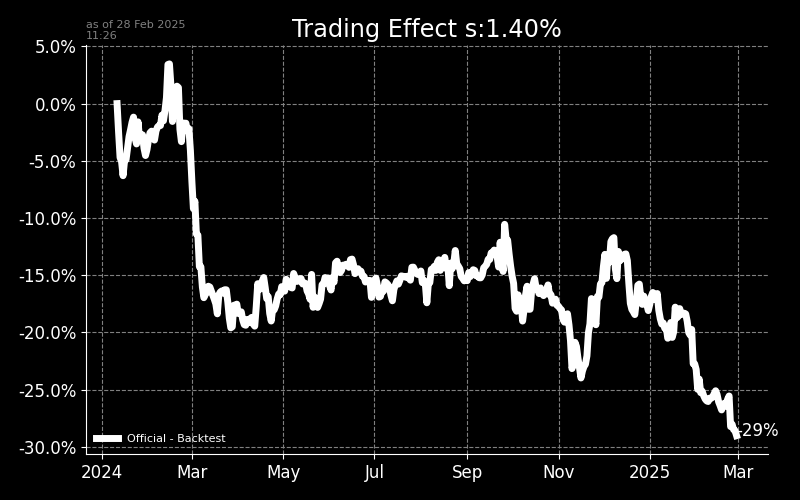 as of 28 Feb 2025
11:26
Trading Effect s:1.40%
5.0%
0.0%
-5.0%
-10.0%
-15.0%
-20.0%
-25.0%
-30.0%
-29%
Official - Backtest
2024 Mar May Jul Sep Nov 2025 Mar